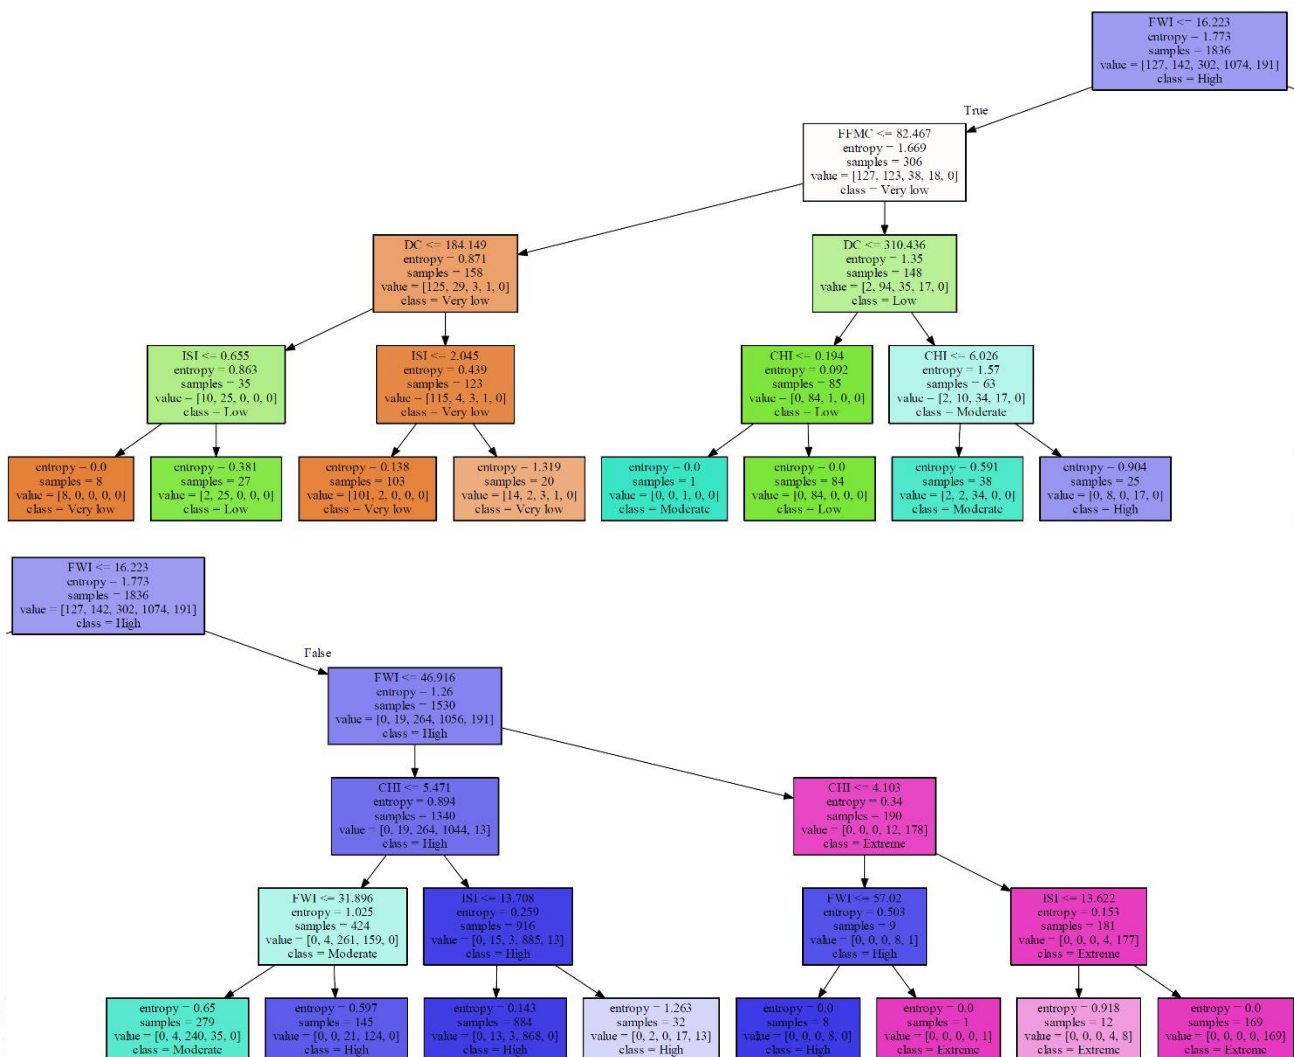 FWI <= 16.223
entropy = 1.773
samples = 1836
value = [127, 142, 302, 1074, 191]
class = High
True
FFMC <= 82.467
entropy = 1.669
samples = 306
value = [127, 123, 38, 18, 0]
class = Very low
DC <= 184.149
entropy = 0.871
samples = 158
value = [125, 29, 3, 1, 0]
class = Very low
DC <= 310.436
entropy = 1.35
samples = 148
value = [2, 94, 35, 17, 0]
class = Low
ISI <= 0.655
entropy = 0.863
samples = 35
value = [10, 25, 0, 0, 0]
class = Low
ISI <= 2.045
entropy = 0.439
samples = 123
value = [115, 4, 3, 1, 0]
class = Very low
CHI <= 0.194
entropy = 0.092
samples = 85
value = [0, 84, 1, 0, 0]
class = Low
CHI <= 6.026
entropy = 1.57
samples = 63
value = [2, 10, 34, 17, 0]
class = Moderate
entropy = 0.0
samples = 8
value = [8, 0, 0, 0, 0]
class = Very low
entropy = 0.381
samples = 27
value = [2, 25, 0, 0, 0]
class = Low
entropy = 0.138
samples = 103
value = [101, 2, 0, 0, 0]
class = Very low
entropy = 1.319
samples = 20
value = [14, 2, 3, 1, 0]
class = Very low
entropy = 0.0
samples = 1
value = [0, 0, 1, 0, 0]
class = Moderate
entropy = 0.0
samples = 84
value = [0, 84, 0, 0, 0]
class = Low
entropy = 0.591
samples = 38
value = [2, 2, 34, 0, 0]
class = Moderate
entropy = 0.904
samples = 25
value = [0, 8, 0, 17, 0]
class = High
FWI <= 16.223
entropy = 1.773
samples = 1836
value = [127, 142, 302, 1074, 191]
class = High
False
FWI <= 46.916
entropy = 1.26
samples = 1530
value = [0, 19, 264, 1056, 191]
class = High
CHI <= 5.471
entropy = 0.894
samples = 1340
value = [0, 19, 264, 1044, 13]
class = High
CHI <= 4.103
entropy = 0.34
samples = 190
value = [0, 0, 0, 12, 178]
class = Extreme
FWI <= 31.896
entropy = 1.025
samples = 424
value = [0, 4, 261, 159, 0]
class = Moderate
ISI <= 13.708
entropy = 0.259
samples = 916
value = [0, 15, 3, 885, 13]
class = High
FWI <= 57.02
entropy = 0.503
samples = 9
value = [0, 0, 0, 8, 1]
class = High
ISI <= 13.622
entropy = 0.153
samples = 181
value = [0, 0, 0, 4, 177]
class = Extreme
entropy = 0.65
samples = 279
value = [0, 4, 240, 35, 0]
class = Moderate
entropy = 0.597
samples = 145
value = [0, 0, 21, 124, 0]
class = High
entropy = 0.143
samples = 884
value = [0, 13, 3, 868, 0]
class = High
entropy = 1.263
samples = 32
value = [0, 2, 0, 17, 13]
class = High
entropy = 0.0
samples = 8
value = [0, 0, 0, 8, 0]
class = High
entropy = 0.0
samples = 1
value = [0, 0, 0, 0, 1]
class = Extreme
entropy = 0.918
samples = 12
value = [0, 0, 0, 4, 8]
class = Extreme
entropy = 0.0
samples = 169
value = [0, 0, 0, 0, 169]
class = Extreme